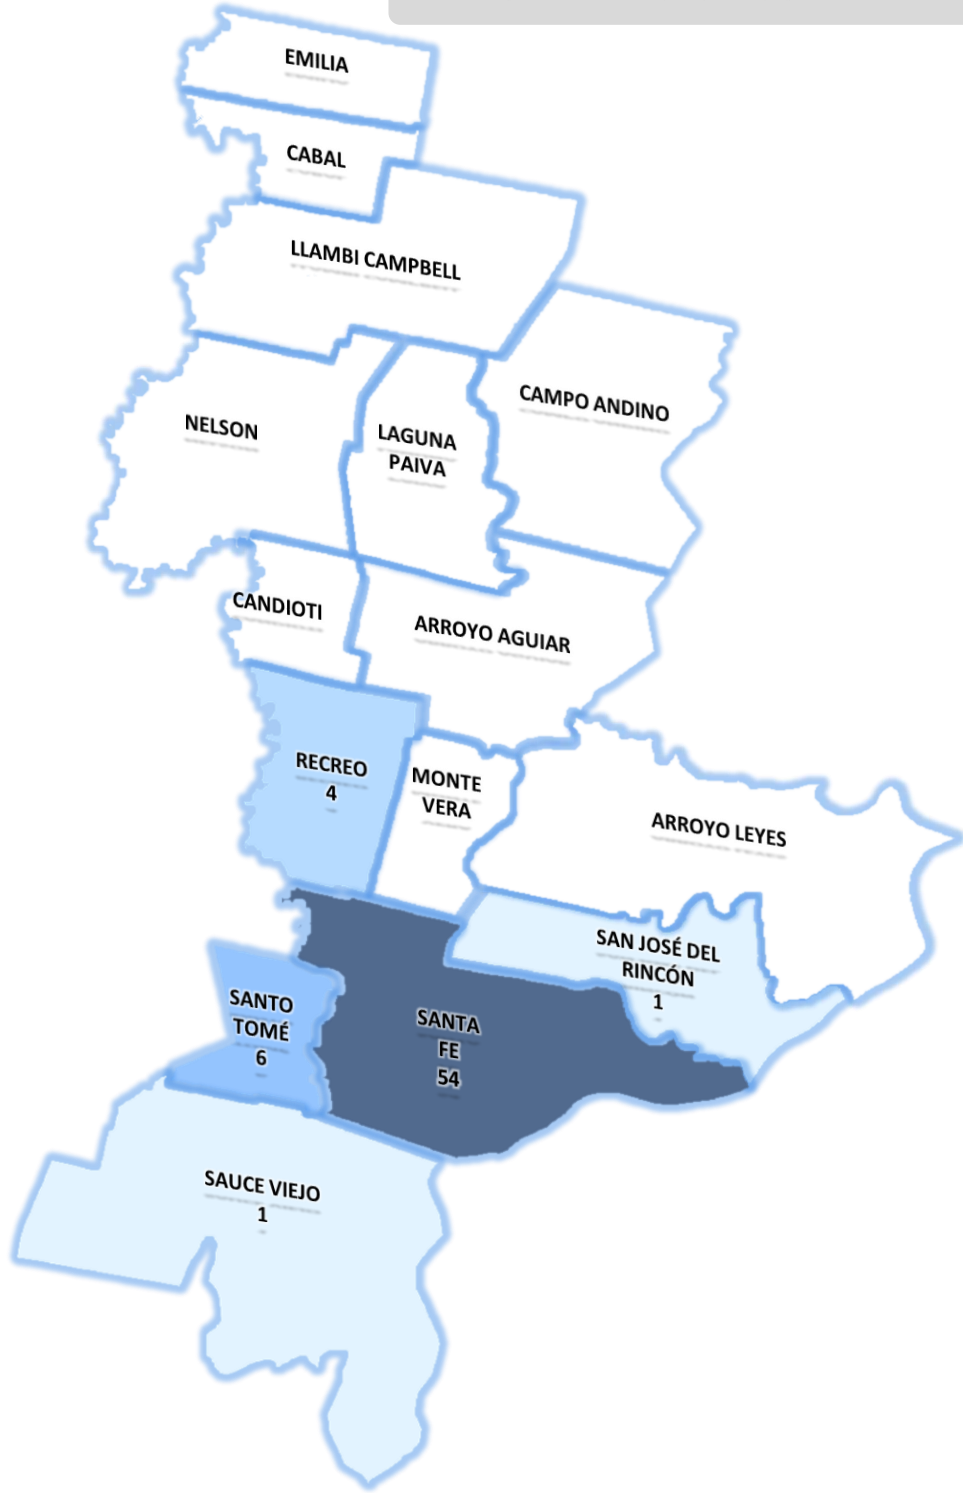 EMILIA
CABAL
LLAMBI CAMPBELL
CAMPO ANDINO
NELSON
LAGUNA
PAIVA
CANDIOTI
ARROYO AGUIAR
RECREO
4
MONTE
VERA
ARROYO LEYES
SAN JOSÉ DEL
RINCÓN
1
SANTO
TOMÉ
6
SANTA
FE
54
SAUCE VIEJO
1